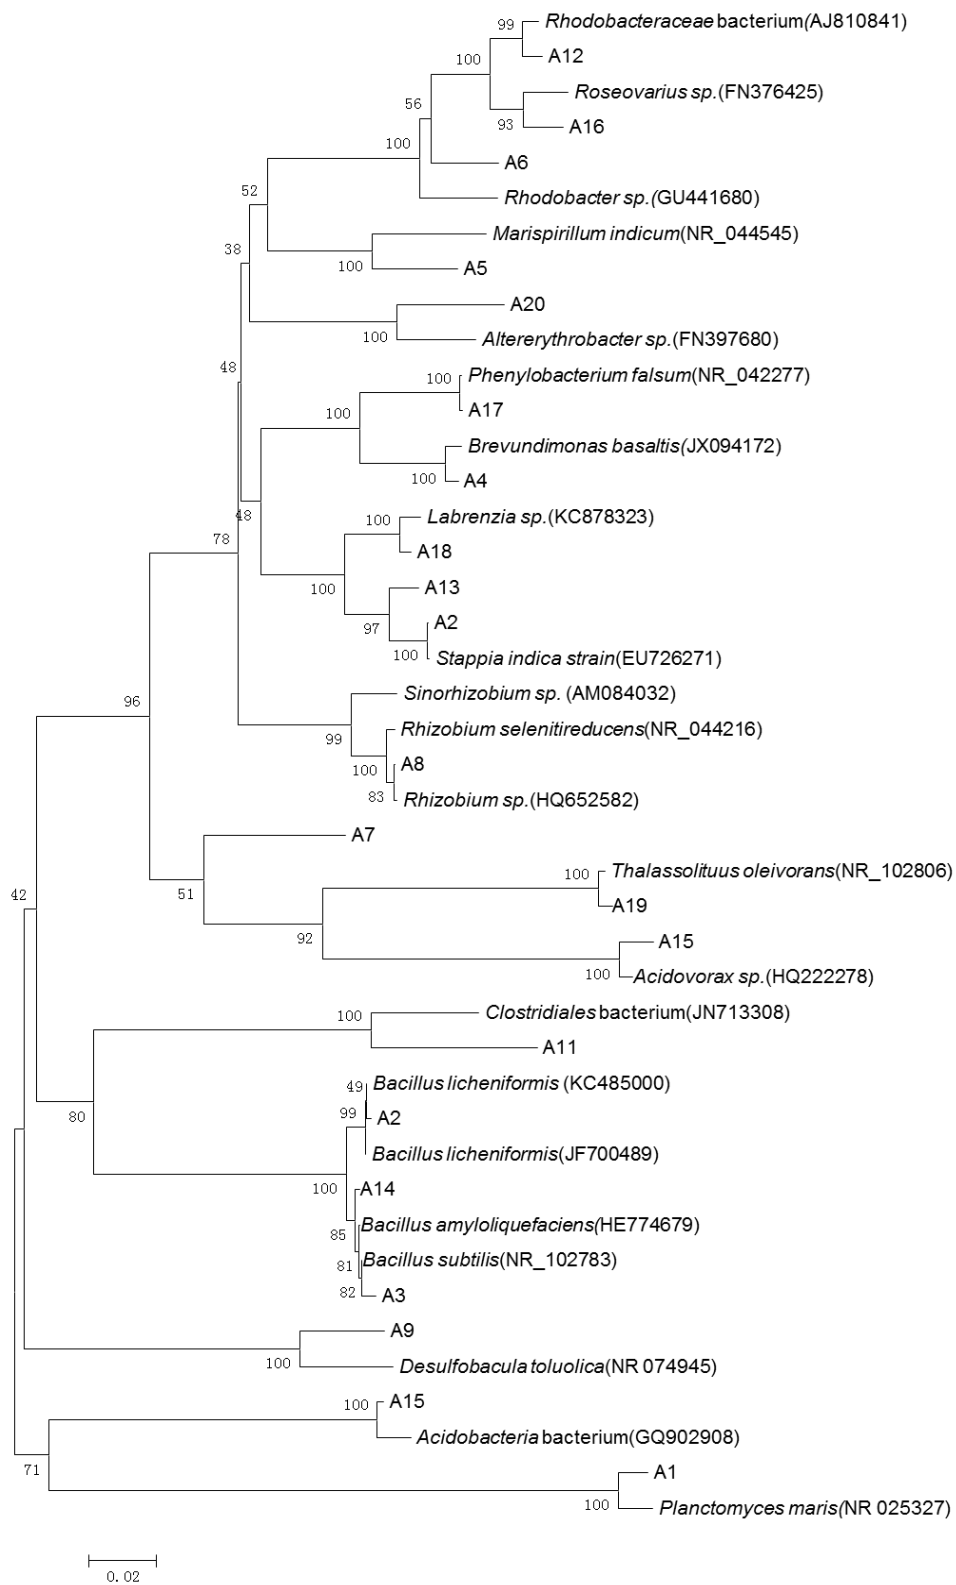 99
Rhodobacteraceae bacterium(AJ810841)
A12
100
Roseovarius sp.(FN376425)
93
A16
56
100
A6
Rhodobacter sp.(GU441680)
52
Marispirillum indicum(NR_044545)
100
A5
38
A20
100
Altererythrobacter sp.(FN397680)
48
100
Phenylobacterium falsum(NR_042277)
A17
100
Brevundimonas basaltis(JX094172)
100
A4
48
100
Labrenzia sp.(KC878323)
A18
78
100
A13
97
A2
100
Stappia indica strain(EU726271)
96
Sinorhizobium sp. (AM084032)
99
Rhizobium selenitireducens(NR_044216)
100
A8
83
Rhizobium sp.(HQ652582)
A7
42
51
100
Thalassolituus oleivorans(NR_102806)
A19
92
A15
100
Acidovorax sp.(HQ222278)
100
Clostridiales bacterium(JN713308)
A11
80
49
Bacillus licheniformis (KC485000)
99
A2
Bacillus licheniformis(JF700489)
100
A14
85
Bacillus amyloliquefaciens(HE774679)
81
Bacillus subtilis(NR_102783)
82
A3
A9
100
Desulfobacula toluolica(NR 074945)
100
A15
Acidobacteria bacterium(GQ902908)
71
A1
100
Planctomyces maris(NR 025327)
0.02